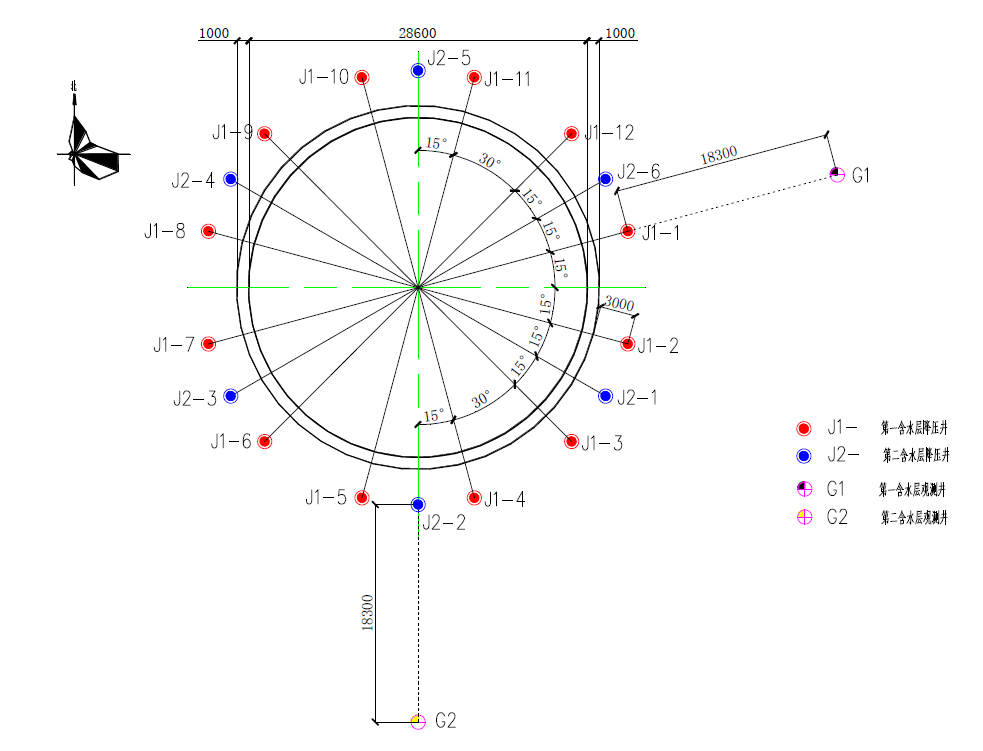 1000
28600
1000
J2-5
J1-10
J1-11
北
J1-9
J1-12
15°
30°
18300
J2-4
J2-6
G1
15°
J1-8
J1-1
15°
15°
15°
3000
J1-7
J1-2
15°
15°
J2-3
J2-1
15°
30°
J1-6
J1-3
J1- 第一含水层降压井
J2- 第二含水层降压井
J1-5
J1-4
G1 第一含水层观测井
J2-2
G2 第二含水层观测井
18300
G2